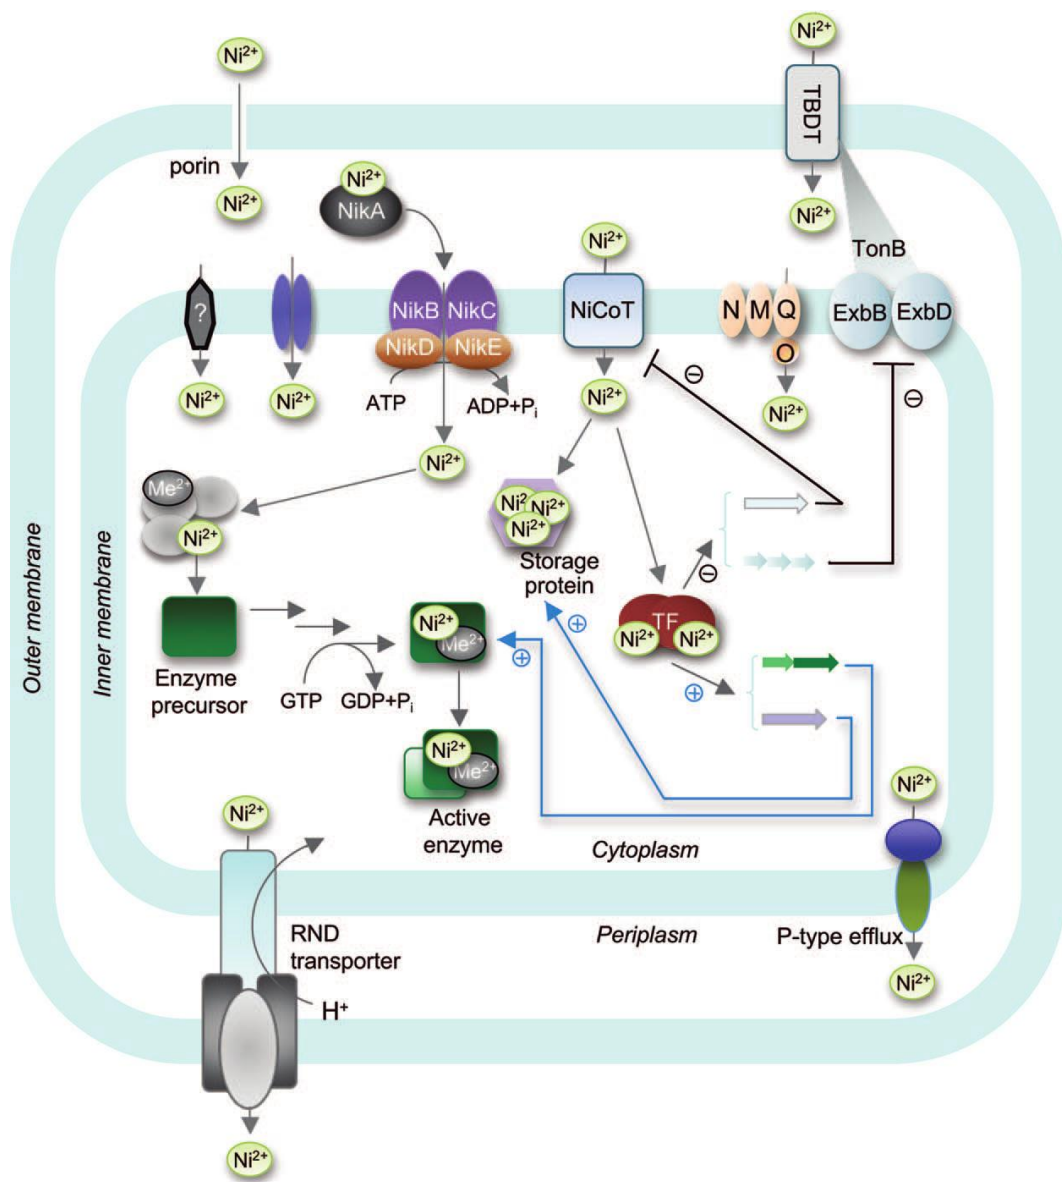 Ni²⁺
Ni²⁺
TBDT
porin
Ni²⁺
Ni²⁺
NikA
Ni²⁺
Ni²⁺
TonB
?
NikB
NikC
NiCoT
N
M
Q
ExbB
ExbD
NikD
NikE
O
Ni²⁺
Ni²⁺
ATP
ADP+Pᵢ
Ni²⁺
⊖
⊖
Ni²⁺
Ni²⁺
Me²⁺
Ni²⁺
Ni²⁺
Ni²⁺
Ni²⁺
Storage
protein
⊖
TF
Ni²⁺
Ni²⁺
⊕
Ni²⁺
Me²⁺
⊕
⊕
Enzyme
precursor
GTP
GDP+Pᵢ
Ni²⁺
Me²⁺
Active
enzyme
Outer membrane
Inner membrane
Ni²⁺
Ni²⁺
Cytoplasm
RND
transporter
Periplasm
P-type efflux
H⁺
Ni²⁺
Ni²⁺